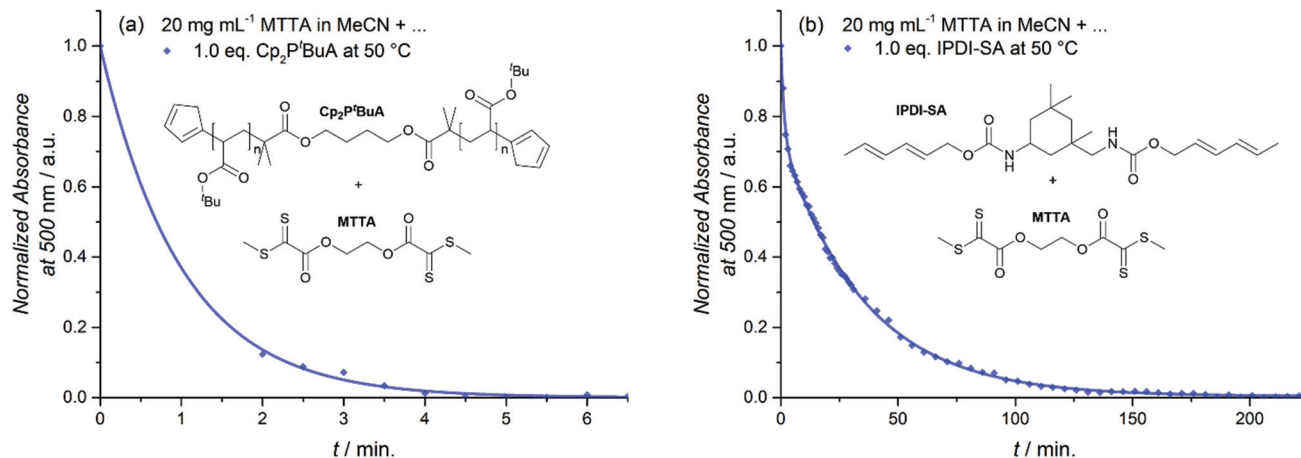 (a) 20 mg mL⁻¹ MTTA in MeCN + ...
1.0 eq. Cp₂PᵗBuA at 50 °C
Normalized Absorbance
at 500 nm / a.u.
1.0
0.8
0.6
0.4
0.2
0.0
ᵗBu
O
O
Cp₂PᵗBuA
O
O
O
O
n
n
O
O
ᵗBu
+
MTTA
S
O
O
S
S
O
O
S
0 1 2 3 4 5 6
t / min.
(b) 20 mg mL⁻¹ MTTA in MeCN + ...
1.0 eq. IPDI-SA at 50 °C
Normalized Absorbance
at 500 nm / a.u.
1.0
0.8
0.6
0.4
0.2
0.0
IPDI-SA
O
O
N
H
H
N
O
O
+
MTTA
S
O
O
S
S
O
O
S
0 50 100 150 200
t / min.